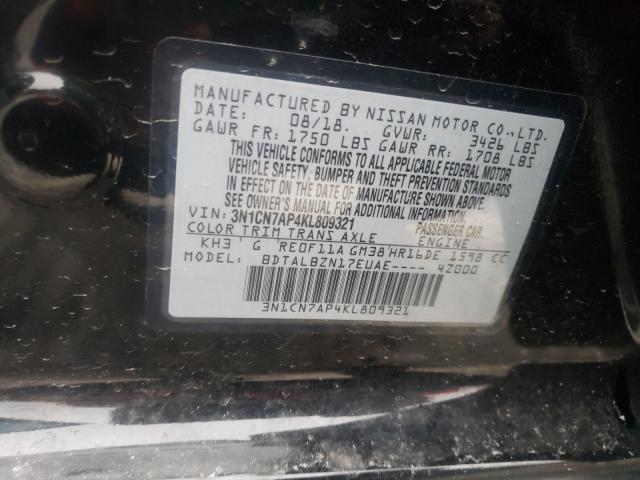 MANUFACTURED BY NISSAN MOTOR CO.,LTD.
DATE: 08/18. GVWR: 3426 LBS
GAWR FR: 1750 LBS GAWR RR: 1708 LBS
THIS VEHICLE CONFORMS TO ALL APPLICABLE FEDERAL MOTOR
VEHICLE SAFETY, BUMPER AND THEFT PREVENTION STANDARDS
IN EFFECT ON THE DATE OF MANUFACTURE SHOWN ABOVE.
SEE OWNER'S MANUAL FOR ADDITIONAL INFORMATION
VIN: 3N1CN7AP4KL809321 PASSENGER CAR.
COLOR TRIM TRANS AXLE ENGINE
KH3 G RE0F11A GM38 HR16DE 1598 CC
MODEL: BDTALBZN17EUAE---- 4Z000
3N1CN7AP4KL809321